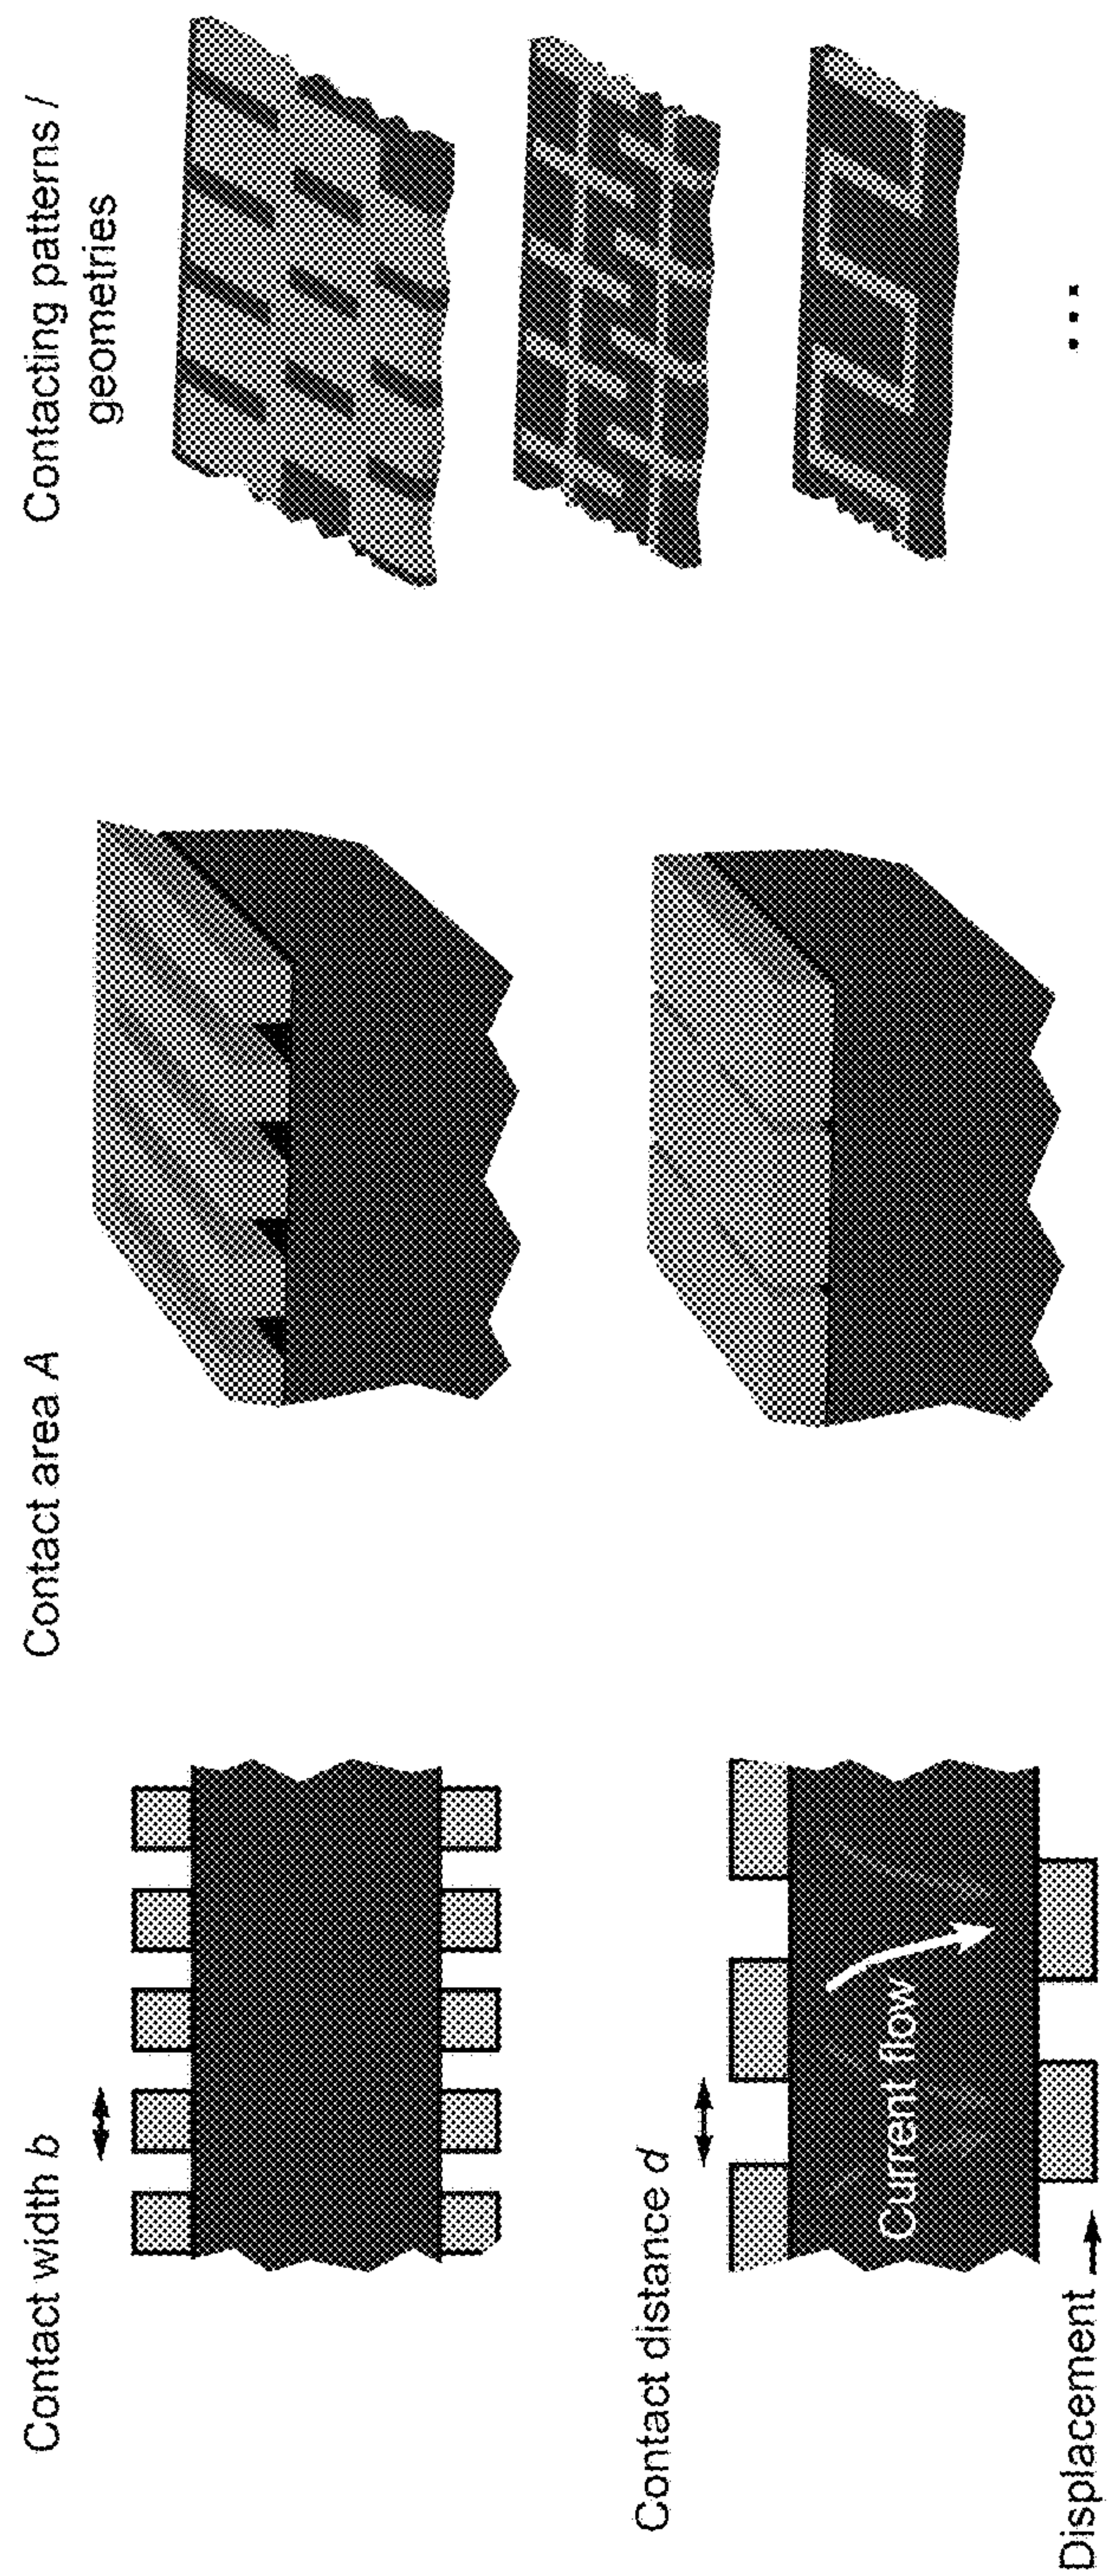 Contact width b
Contact distance d
Current flow
Displacement
Contact area A
Contacting patterns /
geometries